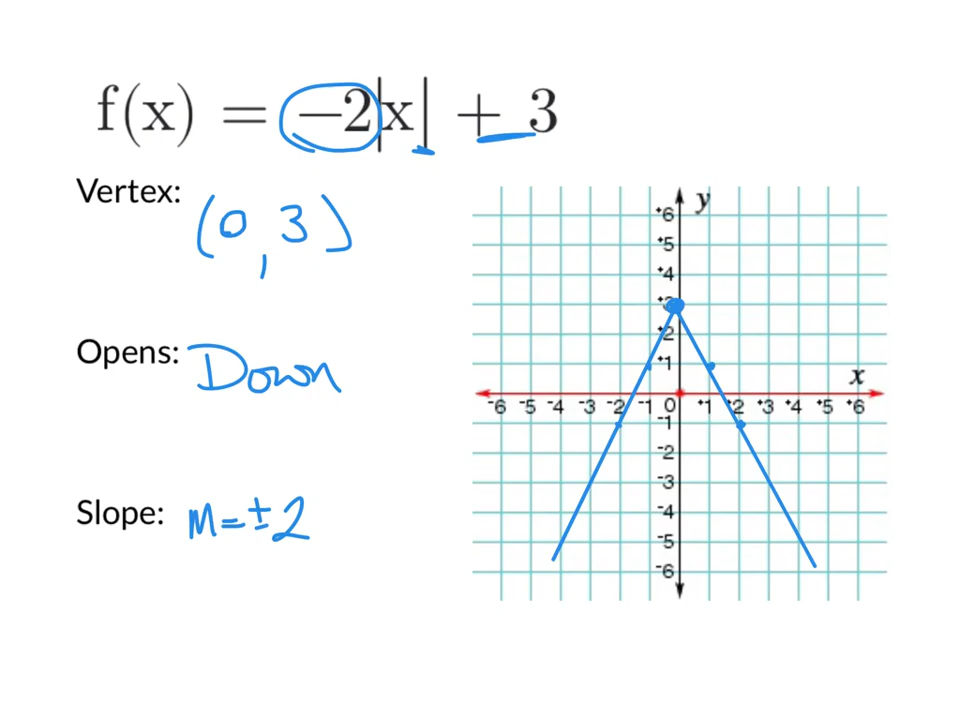 f(x) = −2|x| + 3
Vertex:
(0, 3)
Opens: Down
Slope: m = ± 2
y
+6
+5
+4
+3
+2
+1
x
-6 -5 -4 -3 -2 -1 0 +1 +2 +3 +4 +5 +6
-1
-2
-3
-4
-5
-6